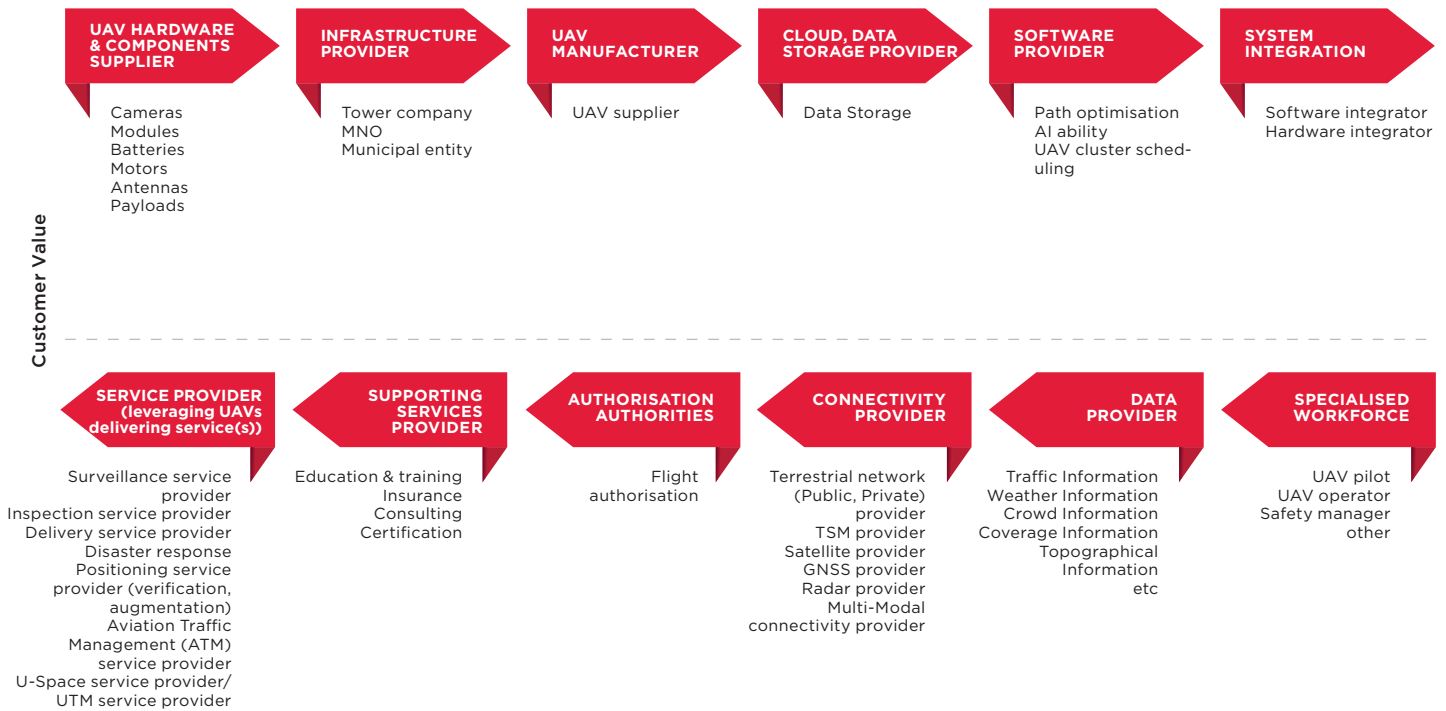 UAV HARDWARE
& COMPONENTS
SUPPLIER
Cameras
Modules
Batteries
Motors
Antennas
Payloads
INFRASTRUCTURE
PROVIDER
Tower company
MNO
Municipal entity
UAV
MANUFACTURER
UAV supplier
CLOUD, DATA
STORAGE PROVIDER
Data Storage
SOFTWARE
PROVIDER
Path optimisation
AI ability
UAV cluster sched-
uling
SYSTEM
INTEGRATION
Software integrator
Hardware integrator
Customer Value
SERVICE PROVIDER
(leveraging UAVs
delivering service(s))
Surveillance service
provider
Inspection service provider
Delivery service provider
Disaster response
Positioning service
provider (verification,
augmentation)
Aviation Traffic
Management (ATM)
service provider
U-Space service provider/
UTM service provider
SUPPORTING
SERVICES
PROVIDER
Education & training
Insurance
Consulting
Certification
AUTHORISATION
AUTHORITIES
Flight
authorisation
CONNECTIVITY
PROVIDER
Terrestrial network
(Public, Private)
provider
TSM provider
Satellite provider
GNSS provider
Radar provider
Multi-Modal
connectivity provider
DATA
PROVIDER
Traffic Information
Weather Information
Crowd Information
Coverage Information
Topographical
Information
etc
SPECIALISED
WORKFORCE
UAV pilot
UAV operator
Safety manager
other